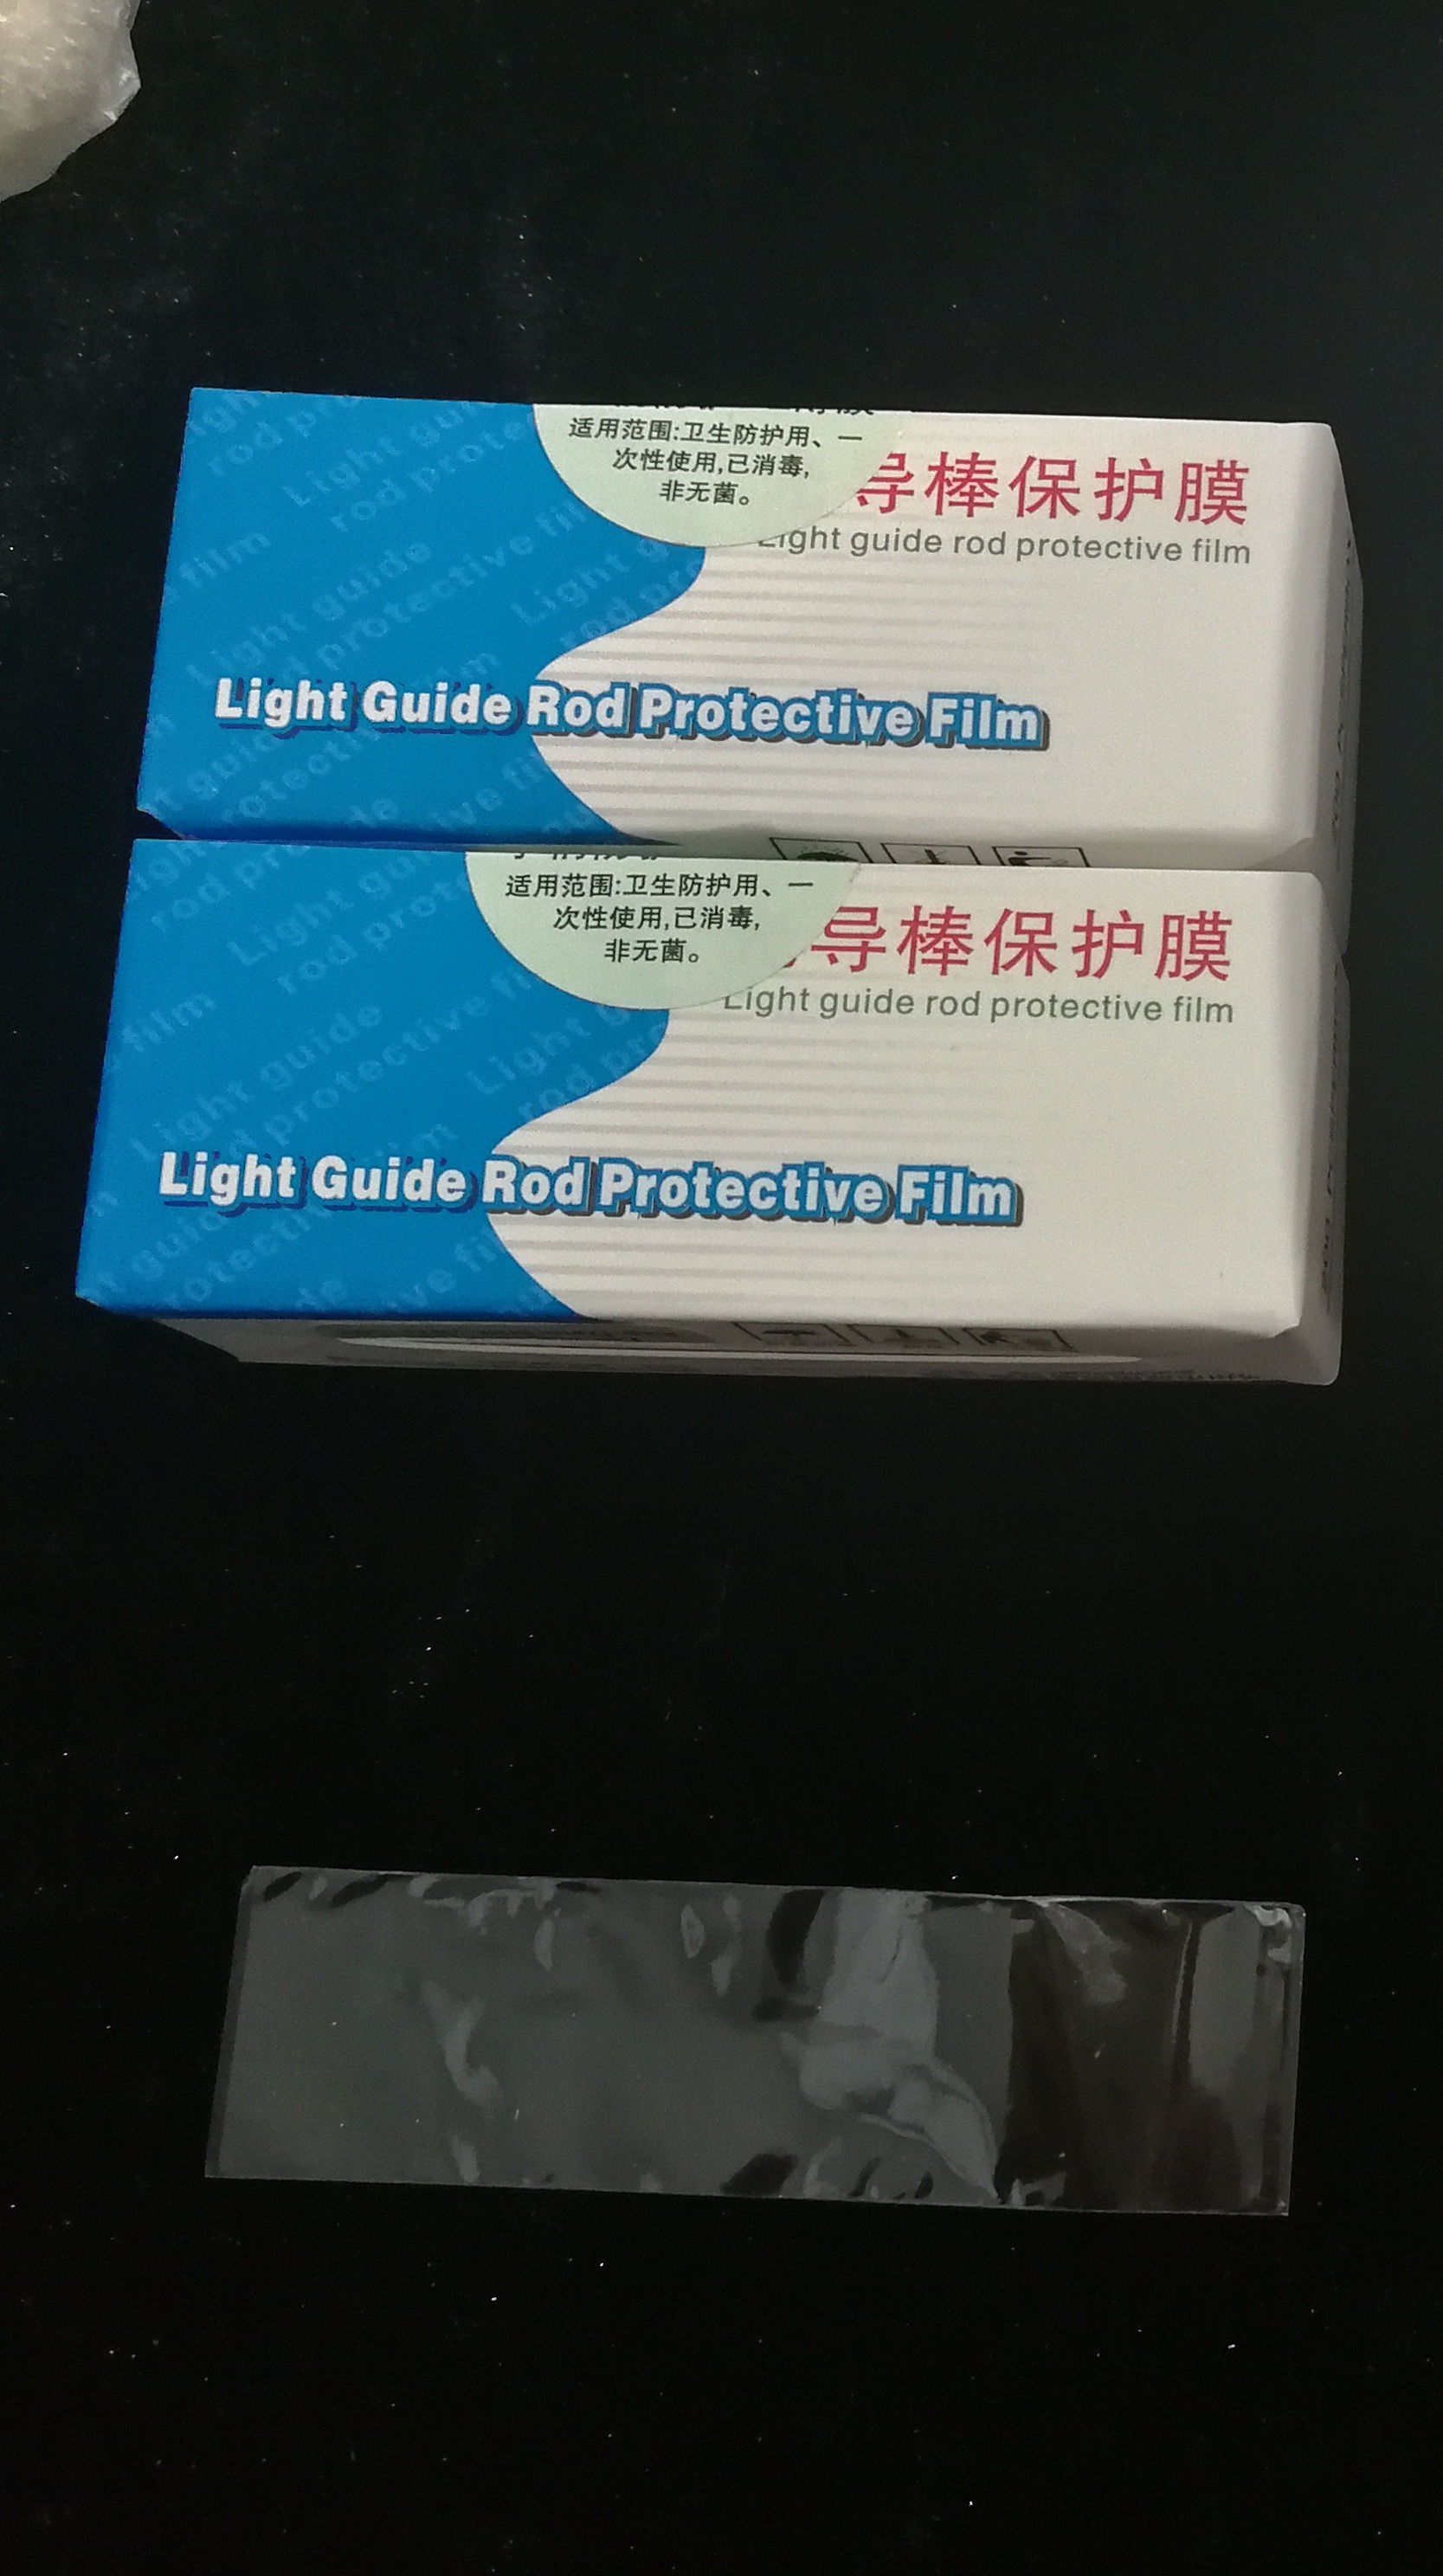 适用范围:卫生防护用、一
次性使用,已消毒,
非无菌。
导棒保护膜
Light guide rod protective film
Light Guide Rod Protective Film
适用范围:卫生防护用、一
次性使用,已消毒,
非无菌。
导棒保护膜
Light guide rod protective film
Light Guide Rod Protective Film